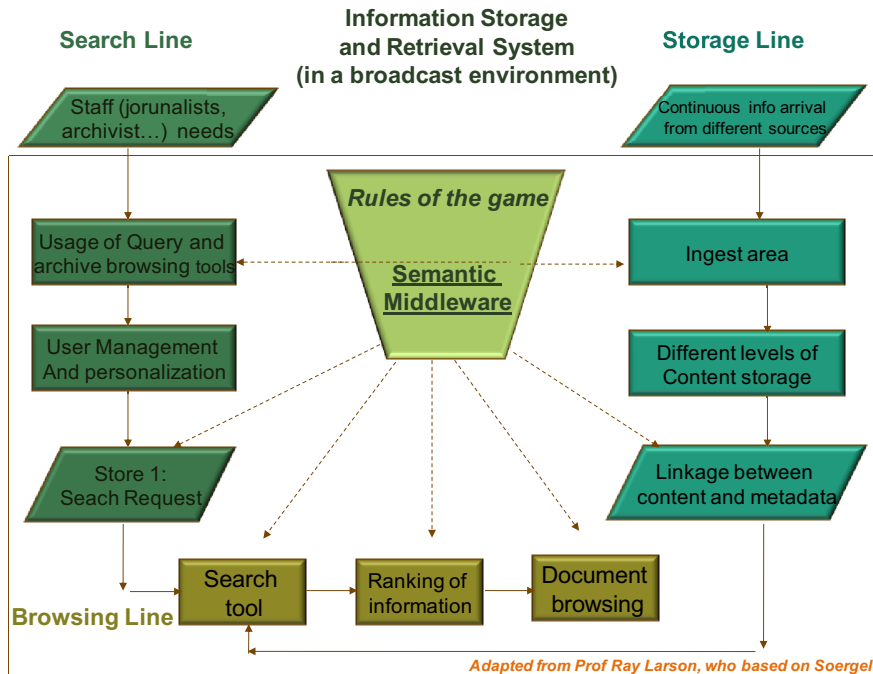 Information Storage
and Retrieval System
(in a broadcast environment)
Search Line
Storage Line
Staff (jorunalists,
archivist…) needs
Continuous info arrival
from different sources
Rules of the game
Semantic
Middleware
Usage of Query and
archive browsing tools
Ingest area
User Management
And personalization
Different levels of
Content storage
Store 1:
Seach Request
Linkage between
content and metadata
Search
tool
Ranking of
information
Document
browsing
Browsing Line
Adapted from Prof Ray Larson, who based on Soergel